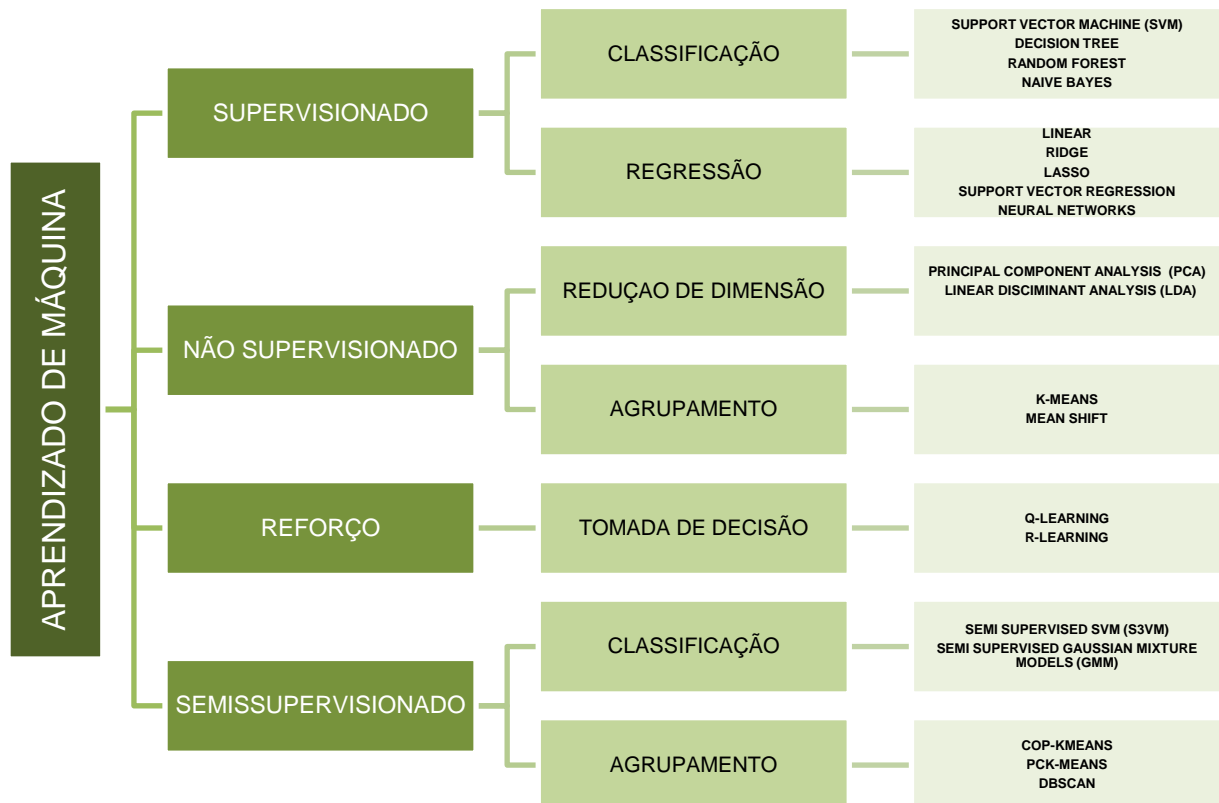 APRENDIZADO DE MÁQUINA
SUPERVISIONADO
CLASSIFICAÇÃO
SUPPORT VECTOR MACHINE (SVM)
DECISION TREE
RANDOM FOREST
NAIVE BAYES
REGRESSÃO
LINEAR
RIDGE
LASSO
SUPPORT VECTOR REGRESSION
NEURAL NETWORKS
NÃO SUPERVISIONADO
REDUÇAO DE DIMENSÃO
PRINCIPAL COMPONENT ANALYSIS (PCA)
LINEAR DISCIMINANT ANALYSIS (LDA)
AGRUPAMENTO
K-MEANS
MEAN SHIFT
REFORÇO
TOMADA DE DECISÃO
Q-LEARNING
R-LEARNING
SEMISSUPERVISIONADO
CLASSIFICAÇÃO
SEMI SUPERVISED SVM (S3VM)
SEMI SUPERVISED GAUSSIAN MIXTURE
MODELS (GMM)
AGRUPAMENTO
COP-KMEANS
PCK-MEANS
DBSCAN